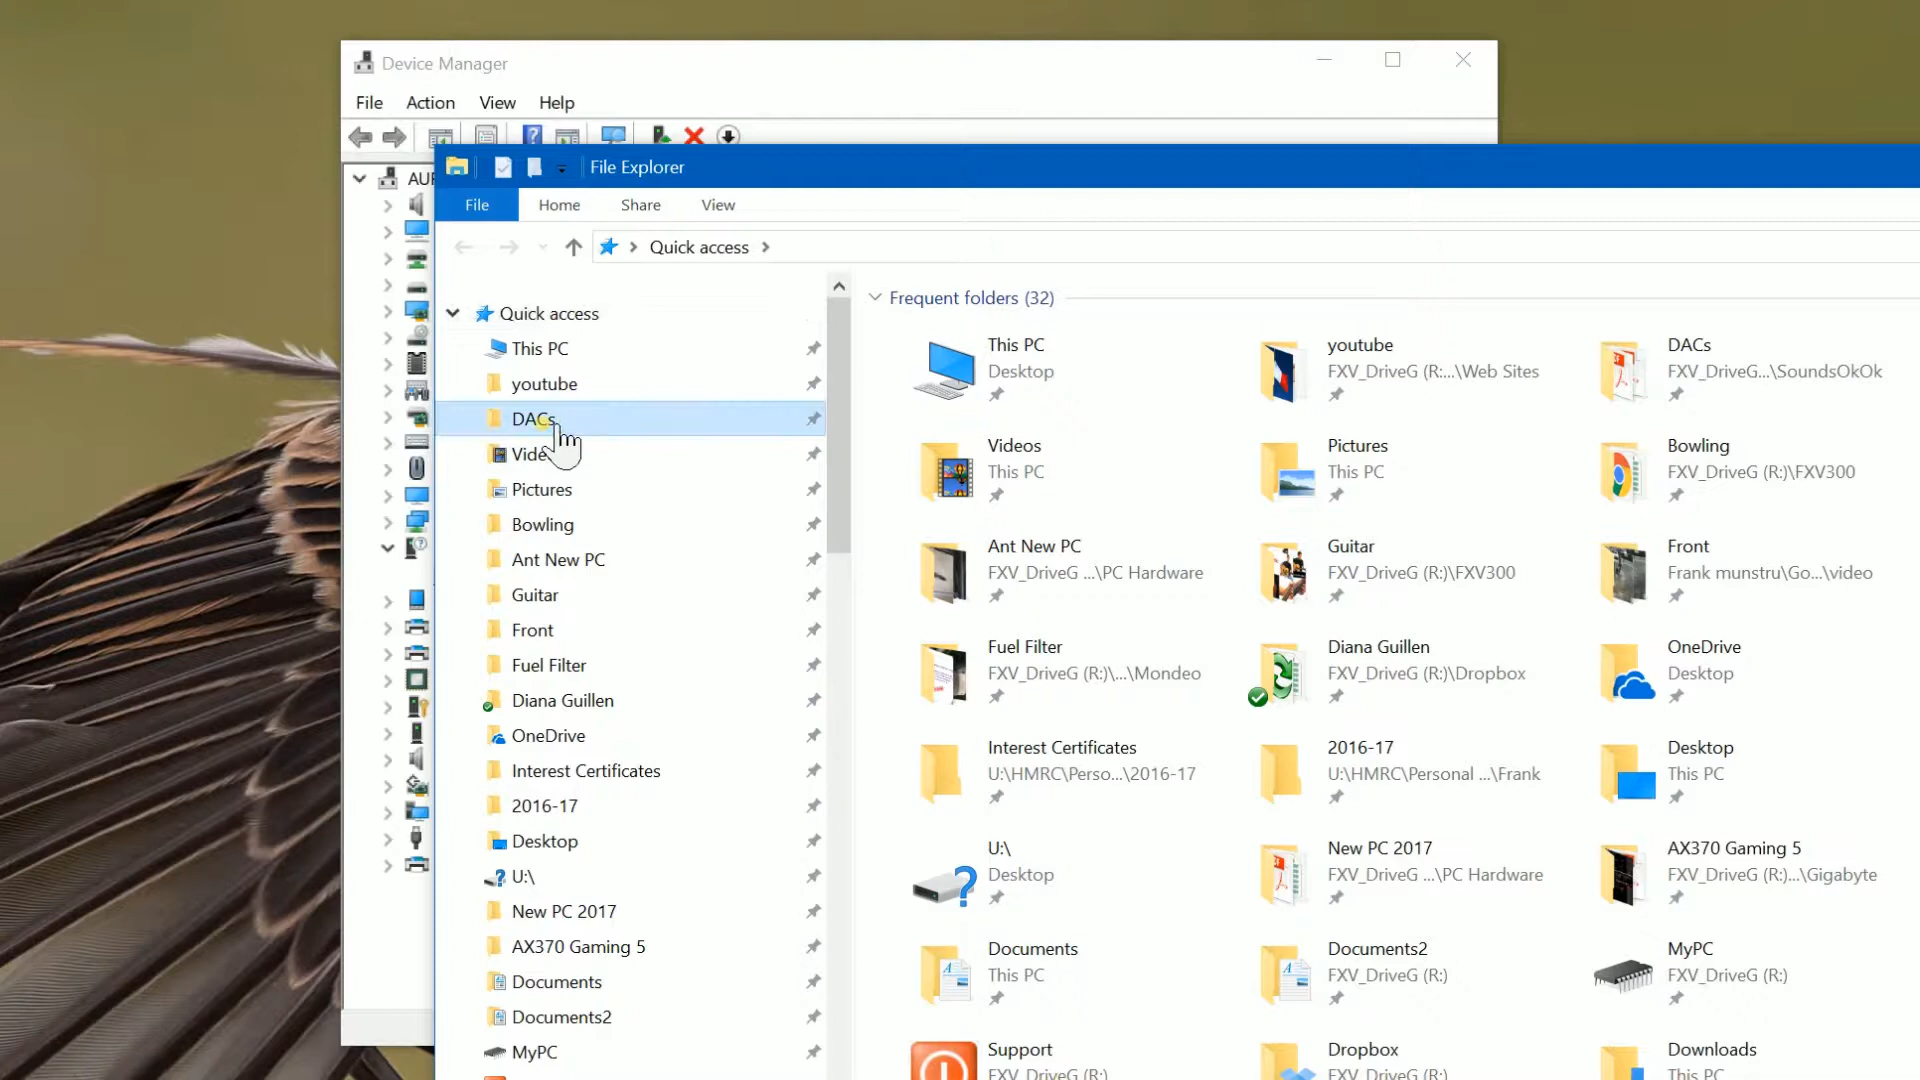 Device Manager
File Action View Help
AUR
File Explorer
File Home Share View
Quick access
Quick access
This PC
youtube
DACs
Pictures
Bowling
Ant New PC
Guitar
Front
Fuel Filter
Diana Guillen
OneDrive
Interest Certificates
2016-17
Desktop
U:\
New PC 2017
AX370 Gaming 5
Documents
Documents2
MyPC
Frequent folders (32)
This PC
Desktop
youtube
FXV_DriveG (R:...\Web Sites
DACs
FXV_DriveG...\SoundsOkOk
Videos
This PC
Pictures
This PC
Bowling
FXV_DriveG (R:)\FXV300
Ant New PC
FXV_DriveG ...\PC Hardware
Guitar
FXV_DriveG (R:)\FXV300
Front
Frank munstru\Go...\video
Fuel Filter
FXV_DriveG (R:)\...\Mondeo
Diana Guillen
FXV_DriveG (R:)\Dropbox
OneDrive
Desktop
Interest Certificates
U:\HMRC\Perso...\2016-17
2016-17
U:\HMRC\Personal ...\Frank
Desktop
This PC
U:\
Desktop
New PC 2017
FXV_DriveG ...\PC Hardware
AX370 Gaming 5
FXV_DriveG (R:)...\Gigabyte
Documents
This PC
Documents2
FXV_DriveG (R:)
MyPC
FXV_DriveG (R:)
Support
FXV_DriveG (R:)
Dropbox
FXV_DriveG (R:)
Downloads
This PC